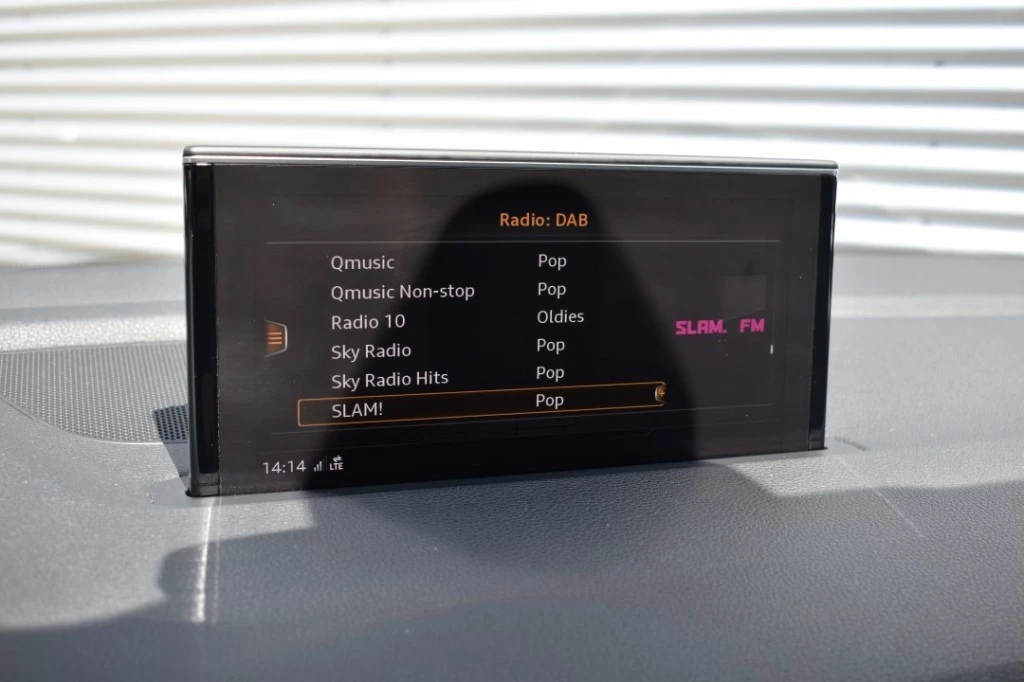 Radio: DAB
Qmusic Pop
Qmusic Non-stop Pop
Radio 10 Oldies
Sky Radio Pop
Sky Radio Hits Pop
SLAM! Pop
SLAM. FM
14:14 LTE